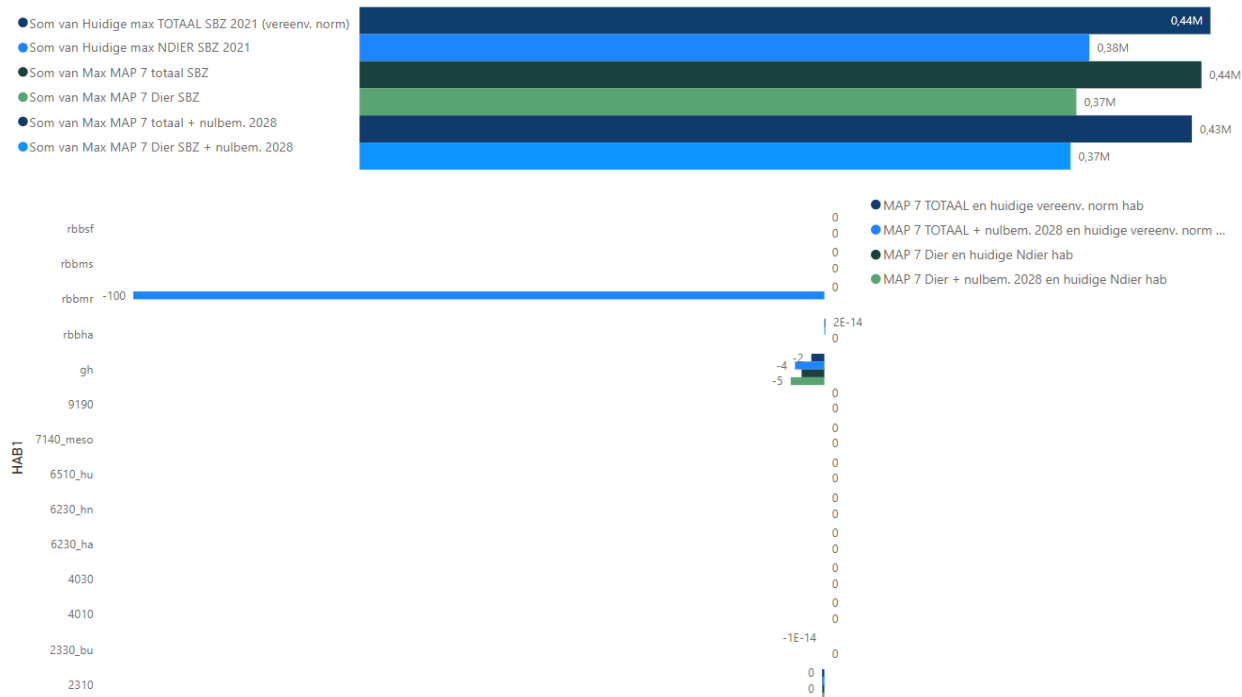 Som van Huidige max TOTAAL SBZ 2021 (vereenv. norm)
0,44M
Som van Huidige max NDIER SBZ 2021
0,38M
Som van Max MAP 7 totaal SBZ
0,44M
Som van Max MAP 7 Dier SBZ
0,37M
Som van Max MAP 7 totaal + nulbem. 2028
0,43M
Som van Max MAP 7 Dier SBZ + nulbem. 2028
0,37M
MAP 7 TOTAAL en huidige vereenv. norm hab
MAP 7 TOTAAL + nulbem. 2028 en huidige vereenv. norm ...
MAP 7 Dier en huidige Ndier hab
MAP 7 Dier + nulbem. 2028 en huidige Ndier hab
HAB1
rbbsf
0
0
rbbms
0
0
rbbmr
0
-100
rbbha
2E-14
0
gh
-2
-4
-5
9190
0
0
7140_meso
0
0
6510_hu
0
0
6230_hn
0
0
6230_ha
0
0
4030
0
0
4010
0
0
2330_bu
-1E-14
0
2310
0
0